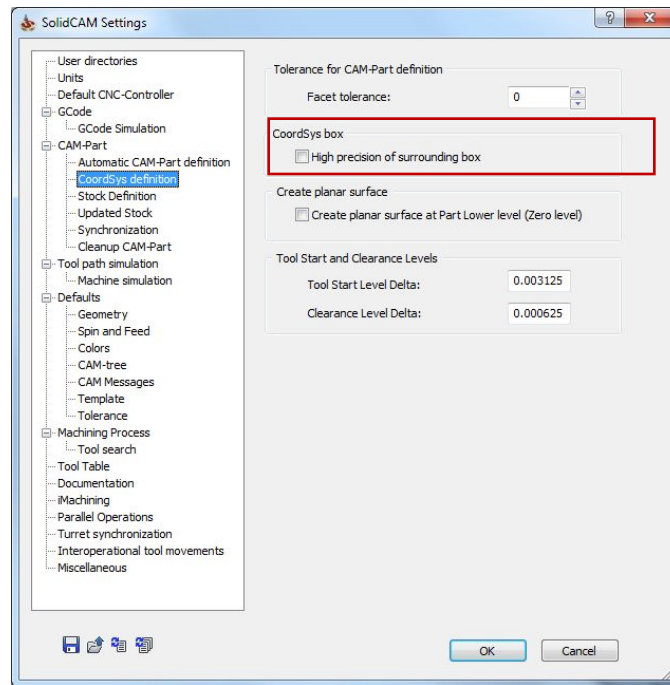 SolidCAM Settings
User directories
Units
Default CNC-Controller
GCode
GCode Simulation
CAM-Part
Automatic CAM-Part definition
CoordSys definition
Stock Definition
Updated Stock
Synchronization
Cleanup CAM-Part
Tool path simulation
Machine simulation
Defaults
Geometry
Spin and Feed
Colors
CAM-tree
CAM Messages
Template
Tolerance
Machining Process
Tool search
Tool Table
Documentation
iMachining
Parallel Operations
Turret synchronization
Interoperational tool movements
Miscellaneous
Tolerance for CAM-Part definition
Facet tolerance: 0
CoordSys box
High precision of surrounding box
Create planar surface
Create planar surface at Part Lower level (Zero level)
Tool Start and Clearance Levels
Tool Start Level Delta: 0.003125
Clearance Level Delta: 0.000625
OK Cancel